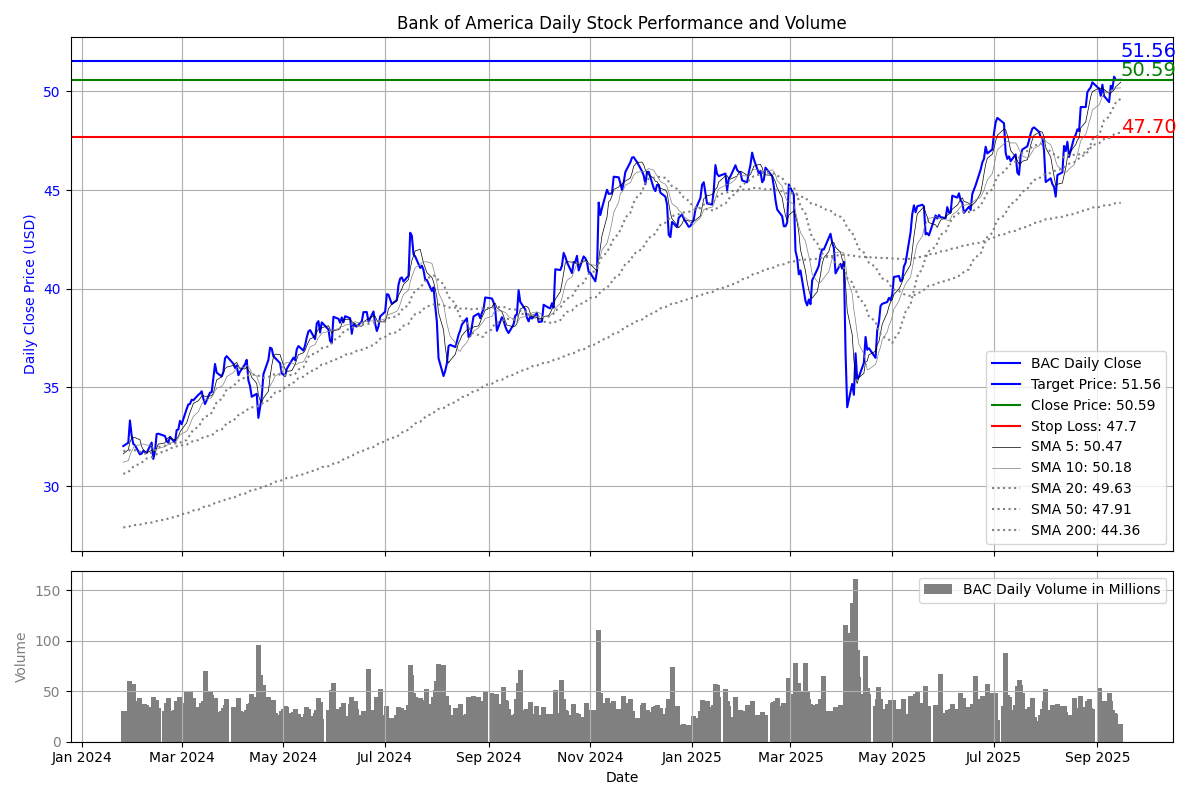 Bank of America Daily Stock Performance and Volume
51.56
50.59
47.70
50
45
40
35
30
Daily Close Price (USD)
BAC Daily Close
Target Price: 51.56
Close Price: 50.59
Stop Loss: 47.7
SMA 5: 50.47
SMA 10: 50.18
SMA 20: 49.63
SMA 50: 47.91
SMA 200: 44.36
BAC Daily Volume in Millions
150
100
50
0
Volume
Jan 2024 Mar 2024 May 2024 Jul 2024 Sep 2024 Nov 2024 Jan 2025 Mar 2025 May 2025 Jul 2025 Sep 2025
Date